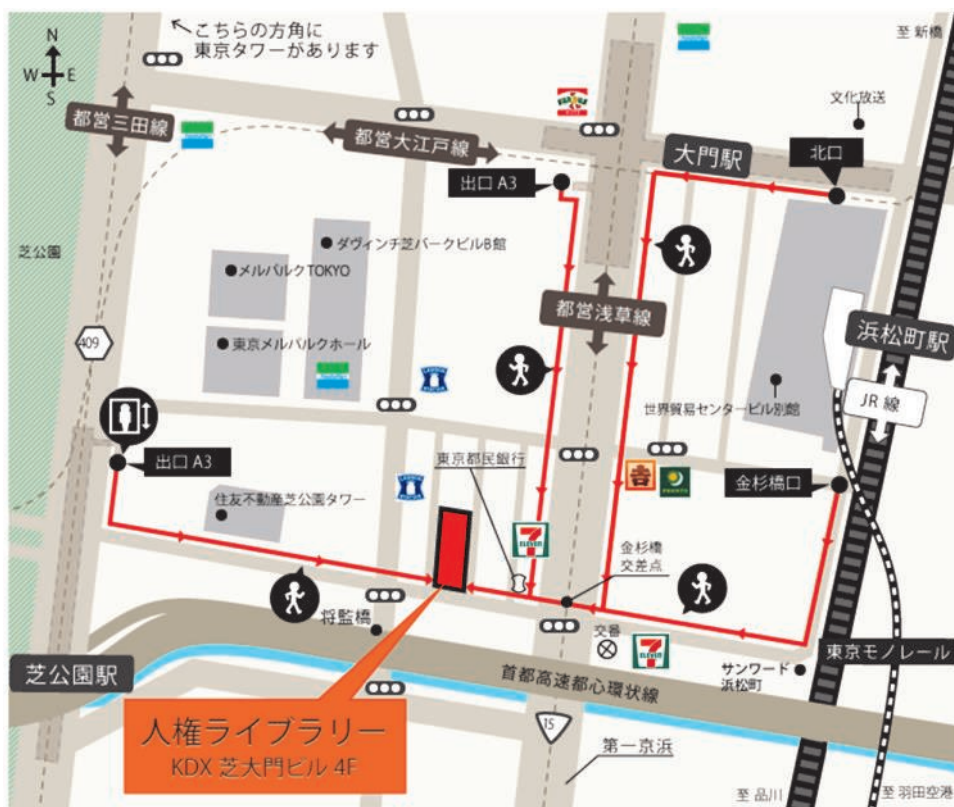 こちらの方角に
東京タワーがあります
至 新橋
N
W E
S
文化放送
都営三田線
都営大江戸線
大門駅
北口
出口 A3
芝公園
ダヴィンチ芝パークビルB館
メルパルク TOKYO
都営浅草線
浜松町駅
409
東京メルパルクホール
JR 線
世界貿易センタービル別館
出口 A3
東京都民銀行
金杉橋口
住友不動産芝公園タワー
金杉橋
交差点
将監橋
交番
芝公園駅
サンワード
浜松町
東京モノレール
首都高速都心環状線
人権ライブラリー
KDX 芝大門ビル 4F
15
第一京浜
至 品川
至 羽田空港
7
ELEVEN
7
ELEVEN
吉